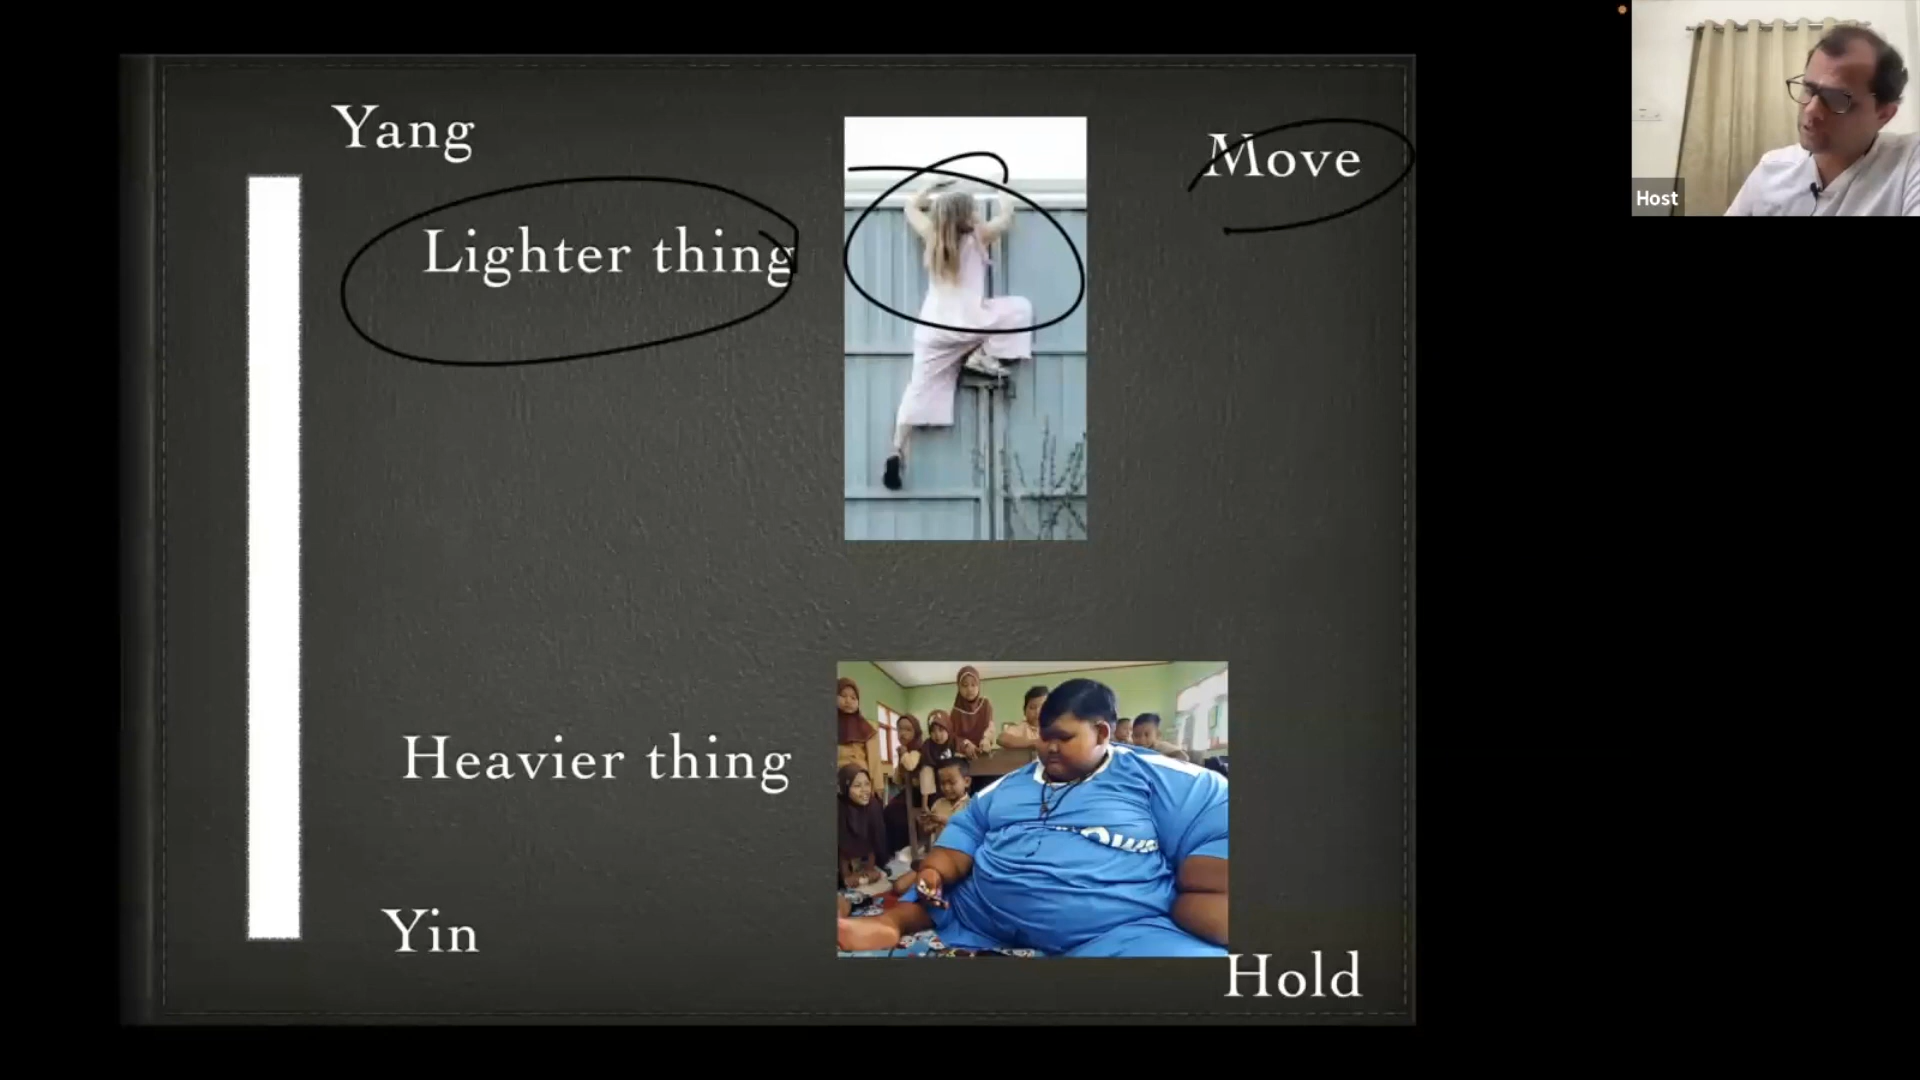 Yang
Move
Lighter thing
Heavier thing
Yin
Hold
Host